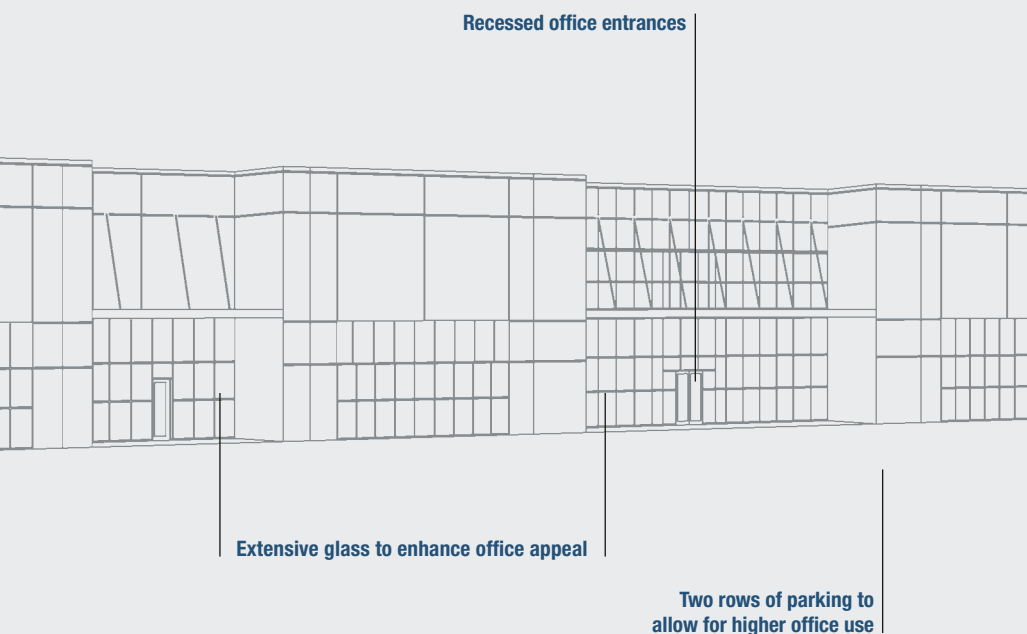 Recessed office entrances
Extensive glass to enhance office appeal
Two rows of parking to
allow for higher office use